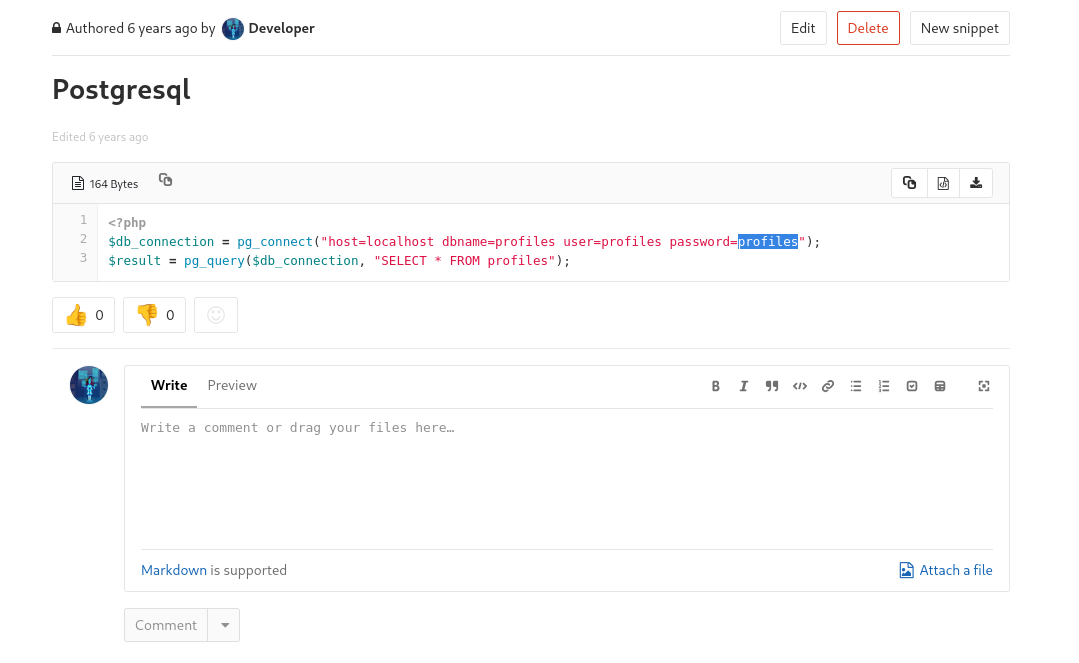 Authored 6 years ago by Developer
Edit
Delete
New snippet
Postgresql
Edited 6 years ago
164 Bytes
1 <?php
2 $db_connection = pg_connect("host=localhost dbname=profiles user=profiles password=profiles");
3 $result = pg_query($db_connection, "SELECT * FROM profiles");
0
0
Write
Preview
Write a comment or drag your files here…
Markdown is supported
Attach a file
Comment